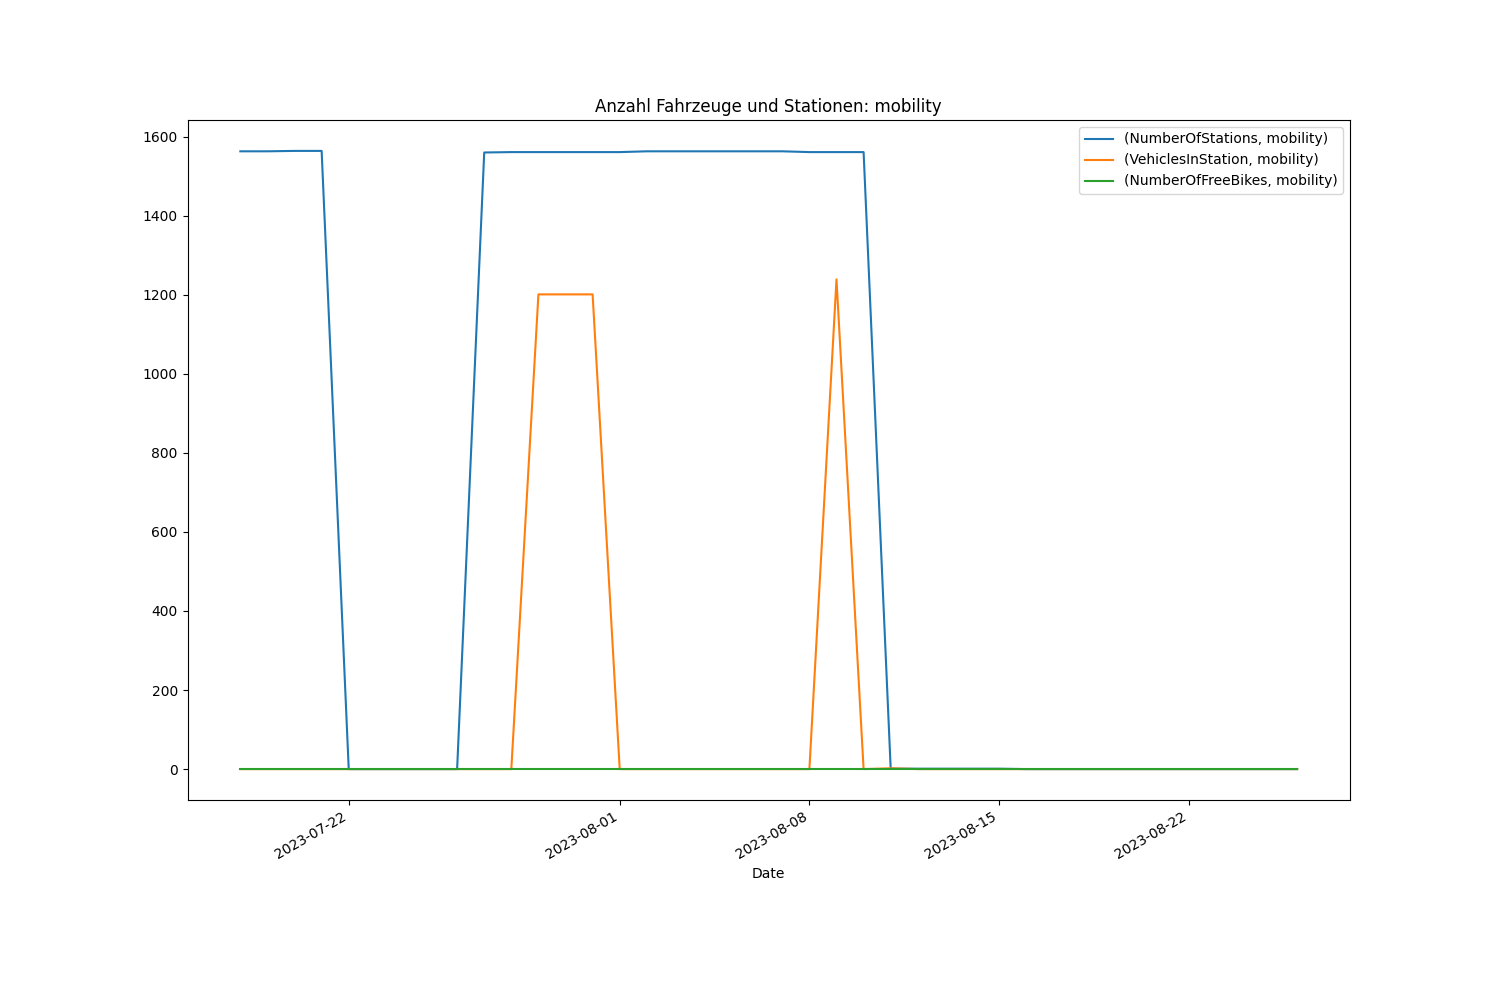 Anzahl Fahrzeuge und Stationen: mobility
(NumberOfStations, mobility)
(VehiclesInStation, mobility)
(NumberOfFreeBikes, mobility)
1600
1400
1200
1000
800
600
400
200
0
2023-07-22
2023-08-01
2023-08-08
2023-08-15
2023-08-22
Date